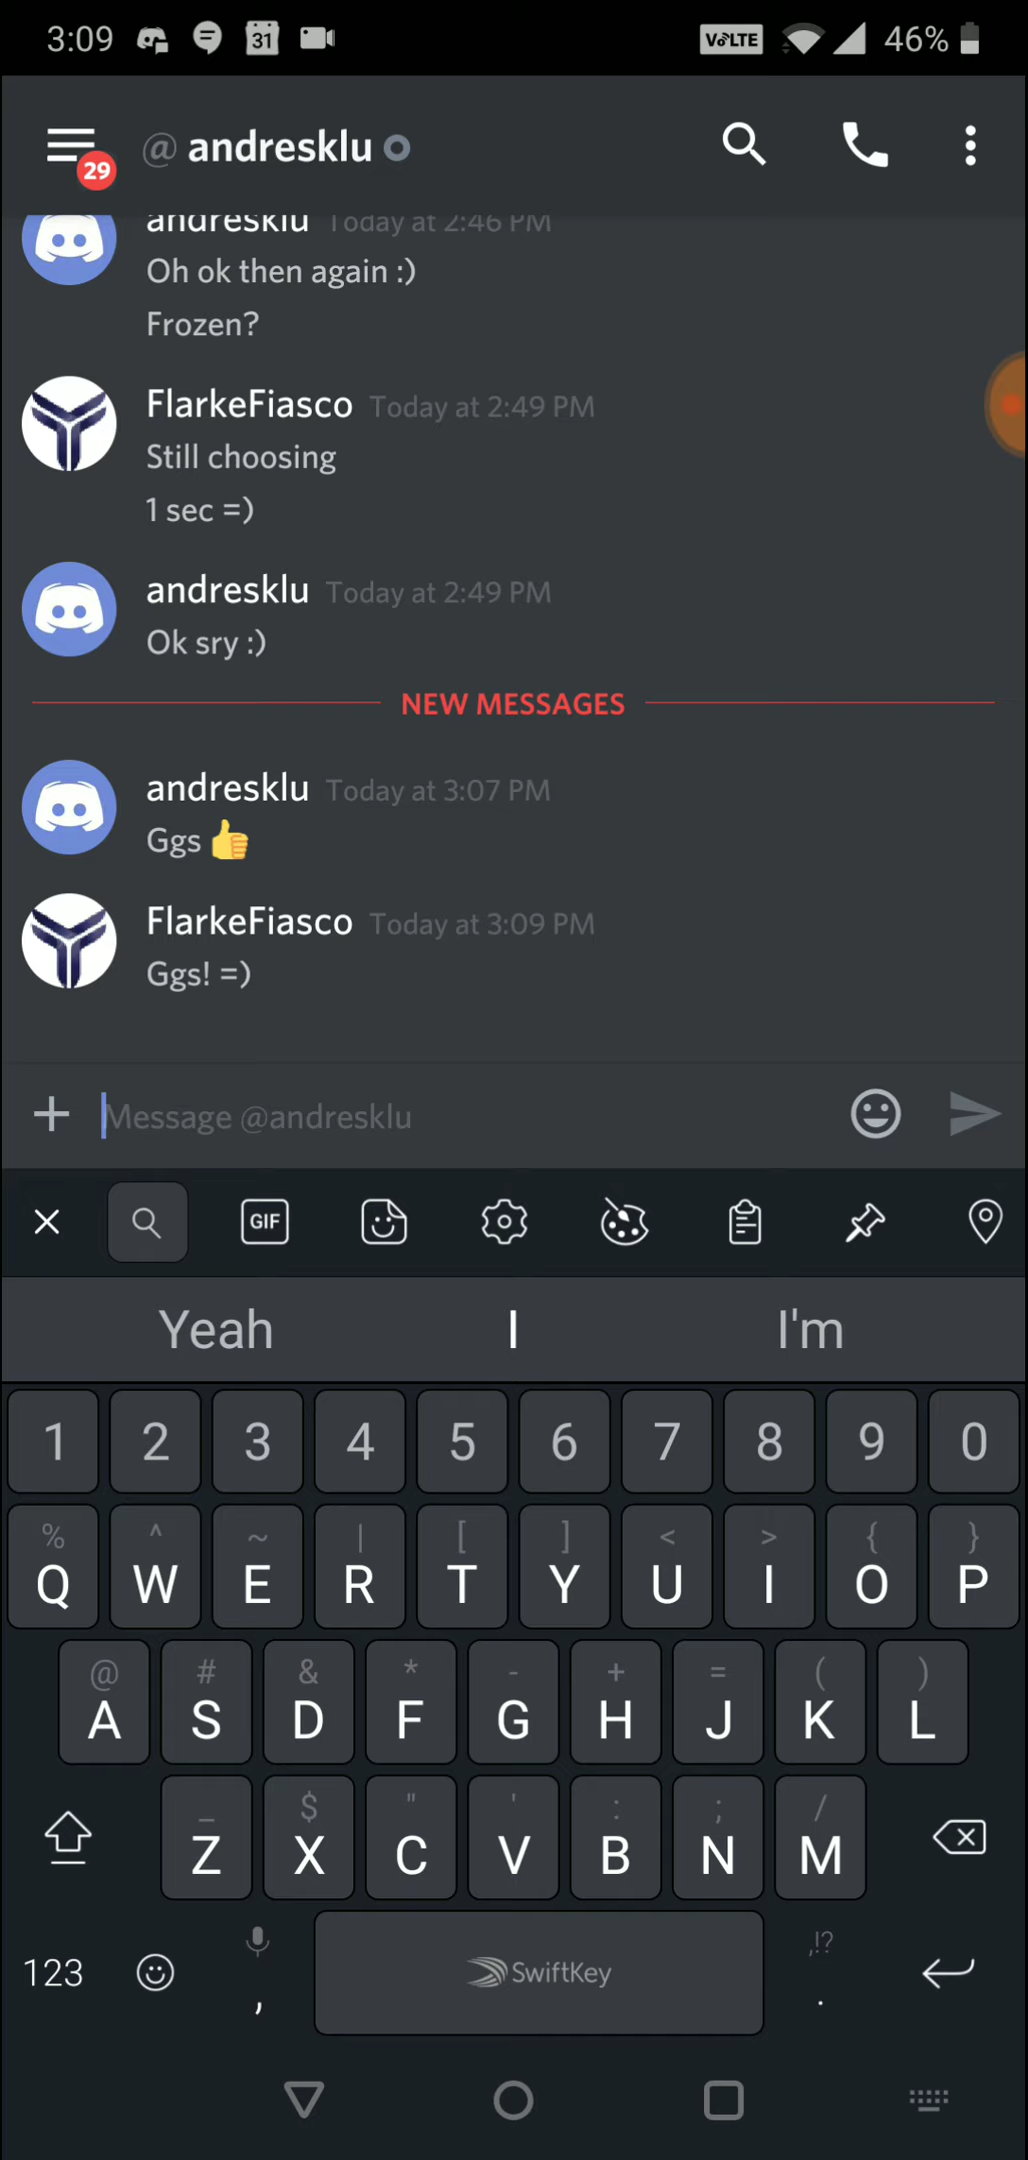 3:09 31 VoLTE 46%
29 @ andresklu
andresklu Today at 2:46 PM
Oh ok then again :)
Frozen?
FlarkeFiasco Today at 2:49 PM
Still choosing
1 sec =)
andresklu Today at 2:49 PM
Ok sry :)
NEW MESSAGES
andresklu Today at 3:07 PM
Ggs 👍
FlarkeFiasco Today at 3:09 PM
Ggs! =)
Message @andresklu
GIF
Yeah I I'm
1 2 3 4 5 6 7 8 9 0
% ^ ~ | [ ] < > { }
Q W E R T Y U I O P
@ # & * - + = ( )
A S D F G H J K L
_ $ " ' : ; /
Z X C V B N M
,!?
123 , SwiftKey .